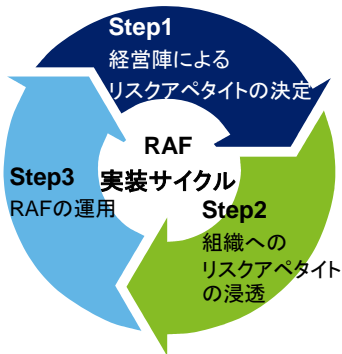 Step1
経営陣による
リスクアペタイトの決定
RAF
実装サイクル
Step2
組織への
リスクアペタイト
の浸透
Step3
RAFの運用